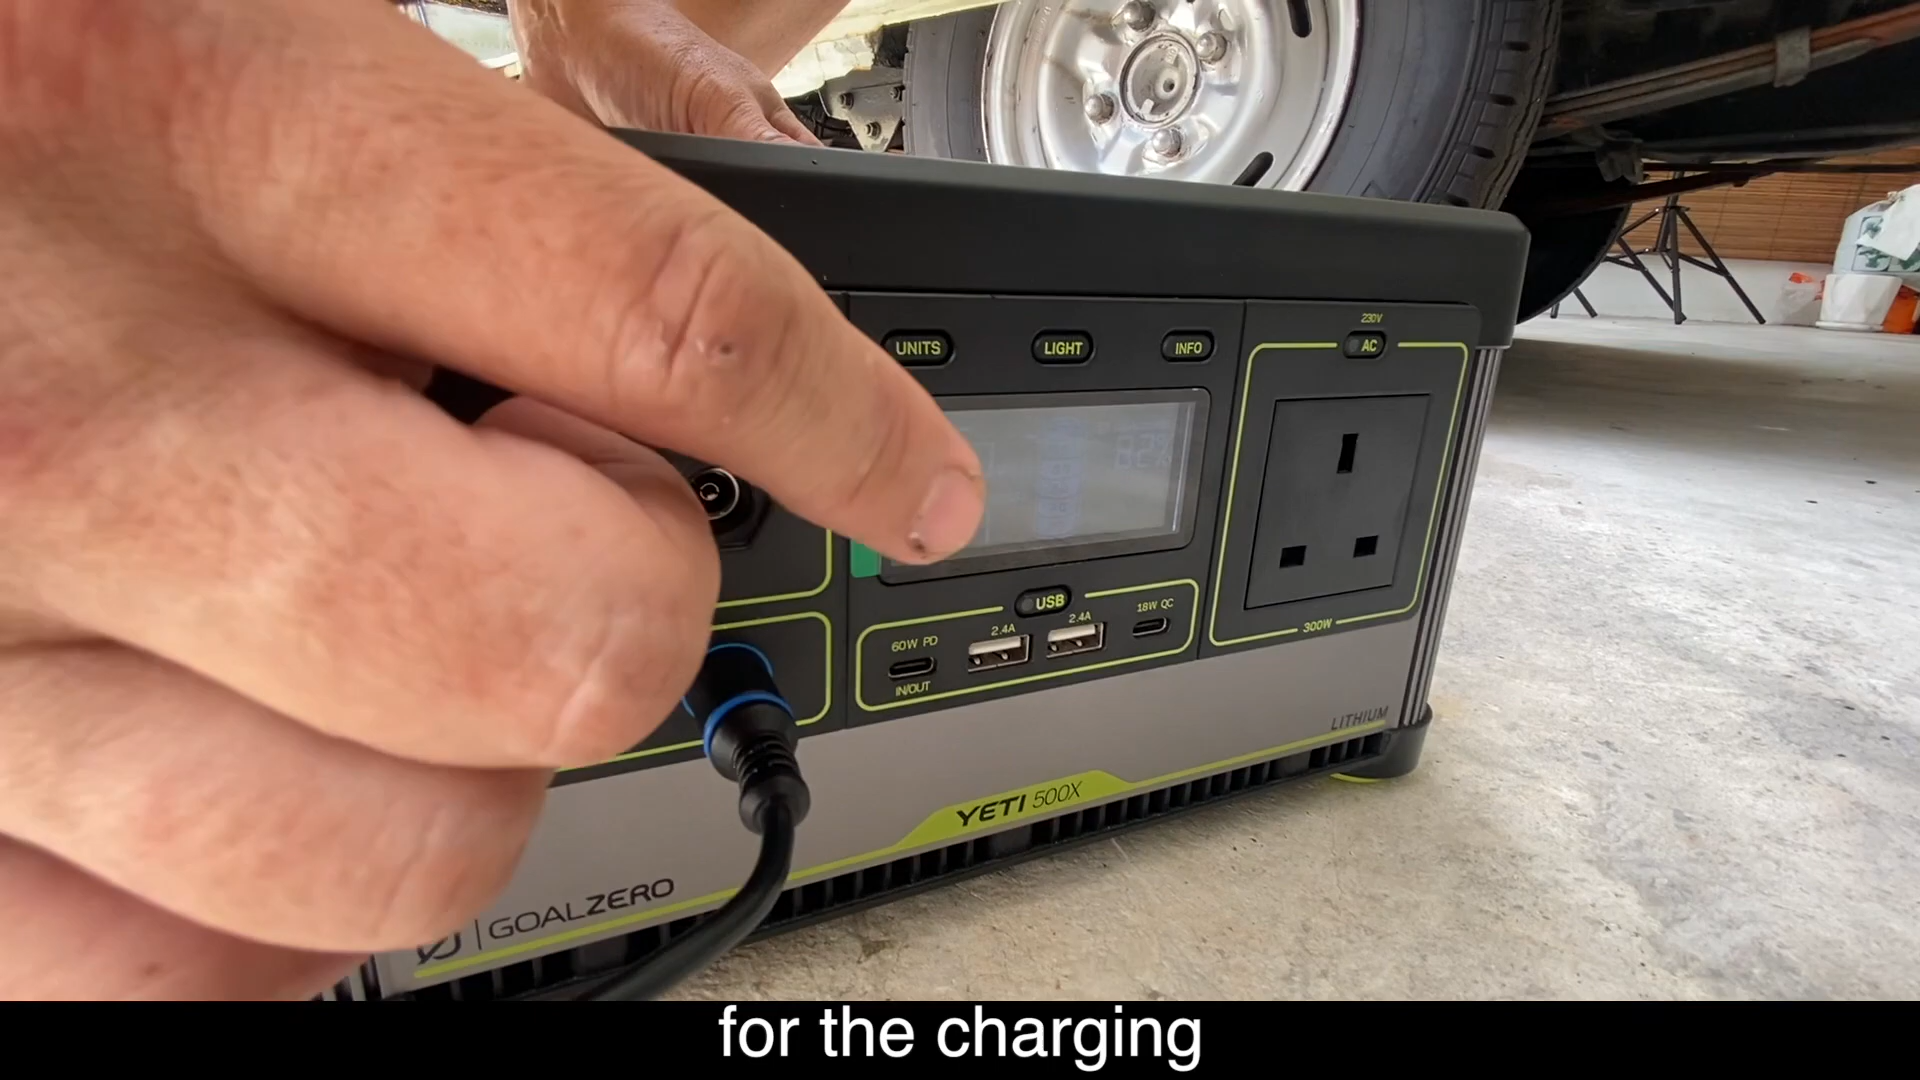 230V
UNITS
LIGHT
INFO
AC
USB
60W PD
2.4A
2.4A
18W QC
IN/OUT
300W
LITHIUM
YETI 500X
GOALZERO
for the charging